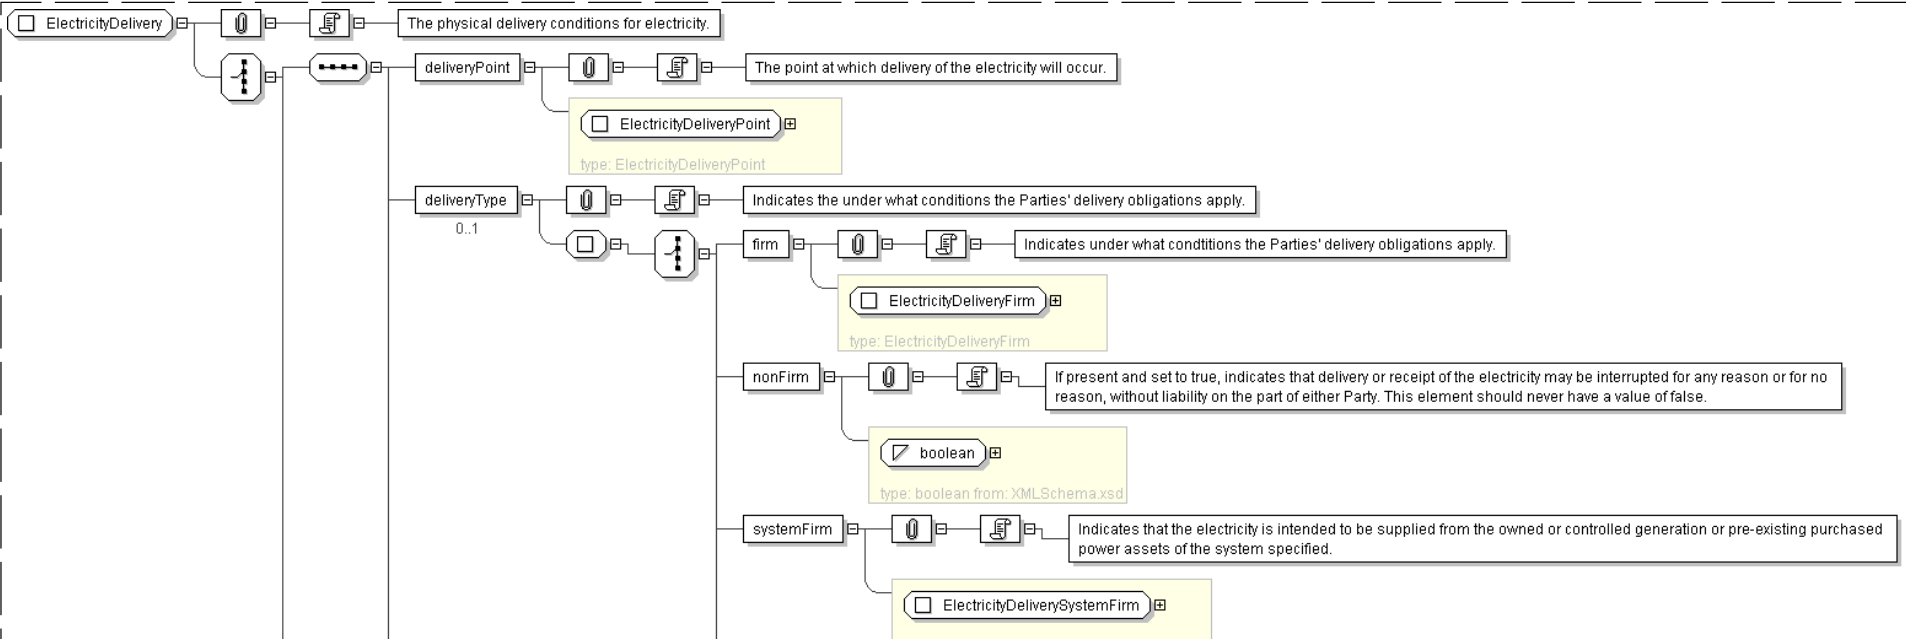 ElectricityDelivery
The physical delivery conditions for electricity.
deliveryPoint
The point at which delivery of the electricity will occur.
ElectricityDeliveryPoint
type: ElectricityDeliveryPoint
deliveryType
Indicates the under what conditions the Parties' delivery obligations apply.
0..1
firm
Indicates under what condtitions the Parties' delivery obligations apply.
ElectricityDeliveryFirm
type: ElectricityDeliveryFirm
nonFirm
If present and set to true, indicates that delivery or receipt of the electricity may be interrupted for any reason or for no
reason, without liability on the part of either Party. This element should never have a value of false.
boolean
type: boolean from: XMLSchema.xsd
systemFirm
Indicates that the electricity is intended to be supplied from the owned or controlled generation or pre-existing purchased
power assets of the system specified.
ElectricityDeliverySystemFirm